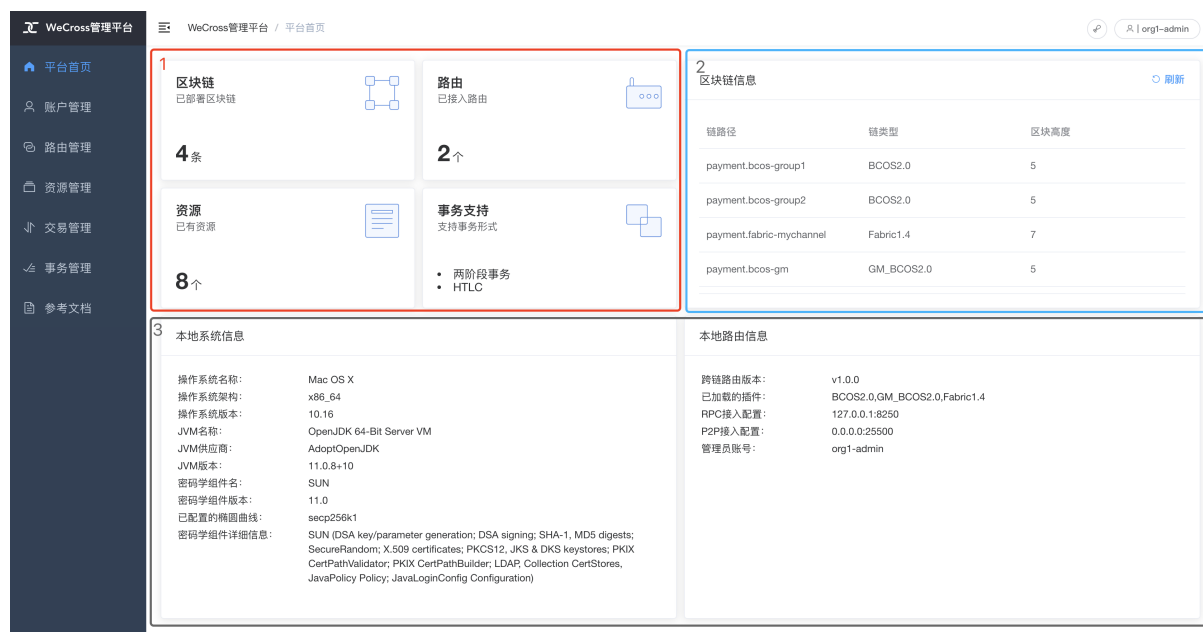 WeCross管理平台
WeCross管理平台 / 平台首页
org1-admin
平台首页
账户管理
路由管理
资源管理
交易管理
事务管理
参考文档
1
区块链
已部署区块链
4条
路由
已接入路由
2个
资源
已有资源
8个
事务支持
支持事务形式
• 两阶段事务
• HTLC
2
区块链信息
刷新
链路径 链类型 区块高度
payment.bcos-group1 BCOS2.0 5
payment.bcos-group2 BCOS2.0 5
payment.fabric-mychannel Fabric1.4 7
payment.bcos-gm GM_BCOS2.0 5
3
本地系统信息
操作系统名称: Mac OS X
操作系统架构: x86_64
操作系统版本: 10.16
JVM名称: OpenJDK 64-Bit Server VM
JVM供应商: AdoptOpenJDK
JVM版本: 11.0.8+10
密码学组件名: SUN
密码学组件版本: 11.0
已配置的椭圆曲线: secp256k1
密码学组件详细信息: SUN (DSA key/parameter generation; DSA signing; SHA-1, MD5 digests;
SecureRandom; X.509 certificates; PKCS12, JKS & DKS keystores; PKIX
CertPathValidator; PKIX CertPathBuilder; LDAP, Collection CertStores,
JavaPolicy Policy; JavaLoginConfig Configuration)
本地路由信息
跨链路由版本: v1.0.0
已加载的插件: BCOS2.0,GM_BCOS2.0,Fabric1.4
RPC接入配置: 127.0.0.1:8250
P2P接入配置: 0.0.0.0:25500
管理员账号: org1-admin